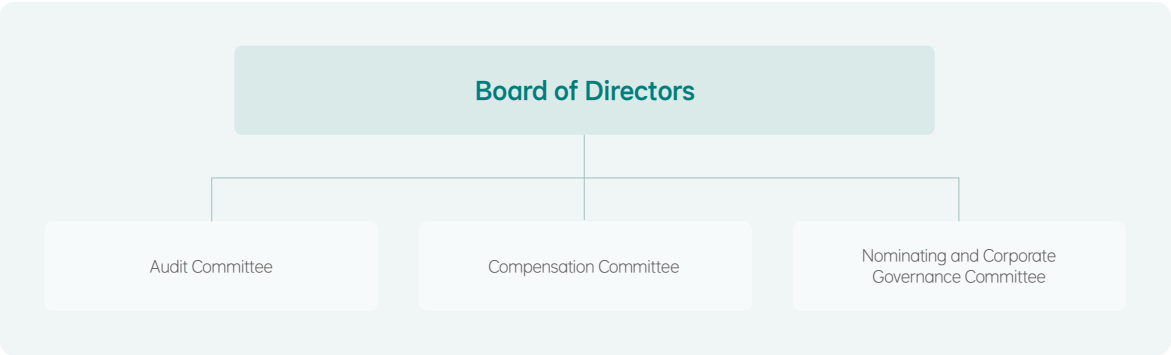 Board of Directors
Audit Committee
Compensation Committee
Nominating and Corporate
Governance Committee